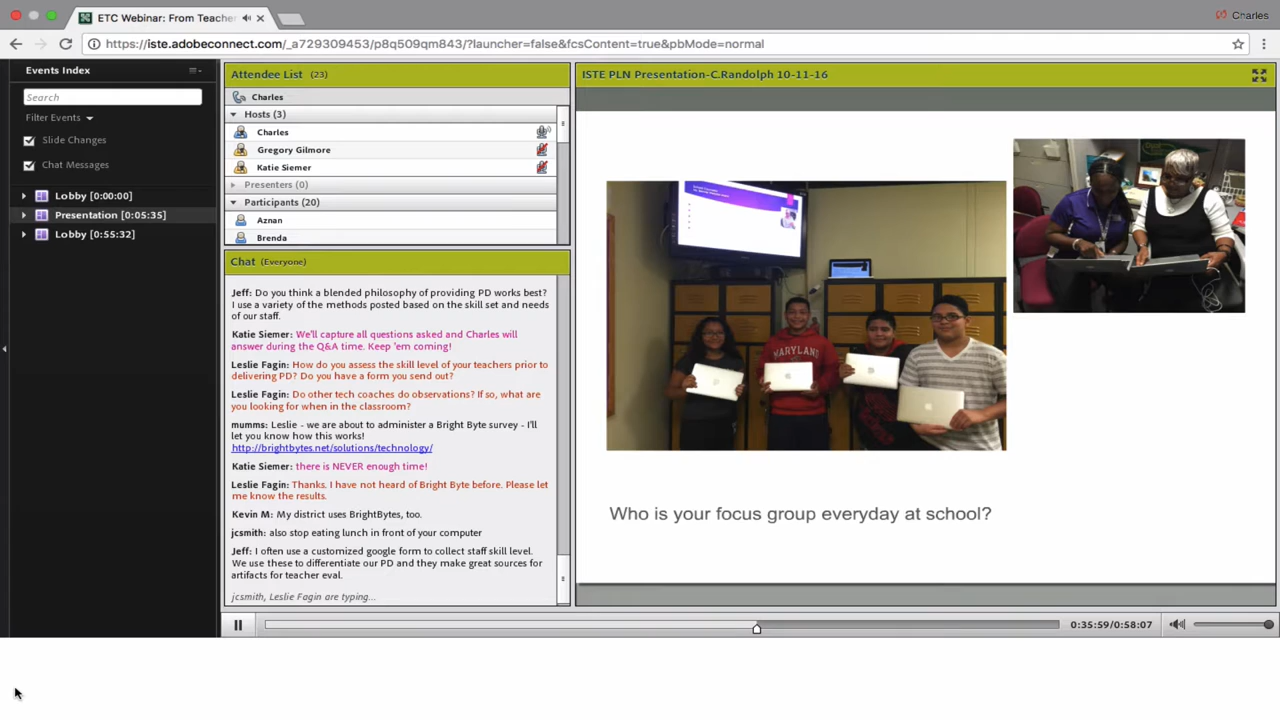 ETC Webinar: From Teacher
Charles
https://iste.adobeconnect.com/_a729309453/p8q509qm843/?launcher=false&fcsContent=true&pbMode=normal
Events Index
Search
Filter Events
Slide Changes
Chat Messages
Lobby [0:00:00]
Presentation [0:05:35]
Lobby [0:55:32]
Attendee List (23)
Charles
Hosts (3)
Charles
Gregory Gilmore
Katie Siemer
Presenters (0)
Participants (20)
Aznan
Brenda
Chat (Everyone)
Jeff: Do you think a blended philosophy of providing PD works best?
I use a variety of the methods posted based on the skill set and needs
of our staff.
Katie Siemer: We'll capture all questions asked and Charles will
answer during the Q&A time. Keep 'em coming!
Leslie Fagin: How do you assess the skill level of your teachers prior to
delivering PD? Do you have a form you send out?
Leslie Fagin: Do other tech coaches do observations? If so, what are
you looking for when in the classroom?
mumms: Leslie - we are about to administer a Bright Byte survey - I'll
let you know how this works!
http://brightbytes.net/solutions/technology/
Katie Siemer: there is NEVER enough time!
Leslie Fagin: Thanks. I have not heard of Bright Byte before. Please let
me know the results.
Kevin M: My district uses BrightBytes, too.
jcsmith: also stop eating lunch in front of your computer
Jeff: I often use a customized google form to collect staff skill level.
We use these to differentiate our PD and they make great sources for
artifacts for teacher eval.
jcsmith, Leslie Fagin are typing...
ISTE PLN Presentation-C.Randolph 10-11-16
MARYLAND
Who is your focus group everyday at school?
0:35:59/0:58:07